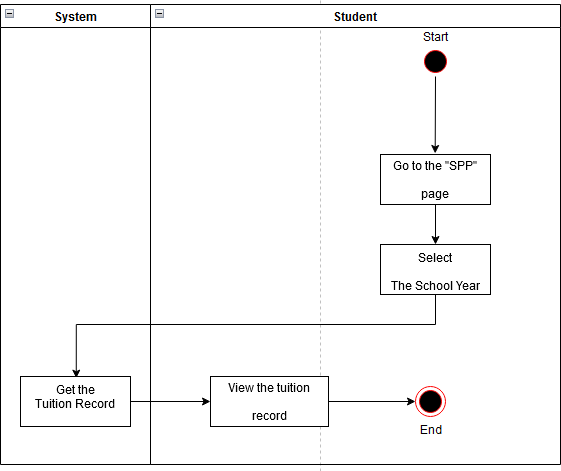 System
Student
Start
Go to the "SPP"
page
Select
The School Year
Get the
Tuition Record
View the tuition
record
End